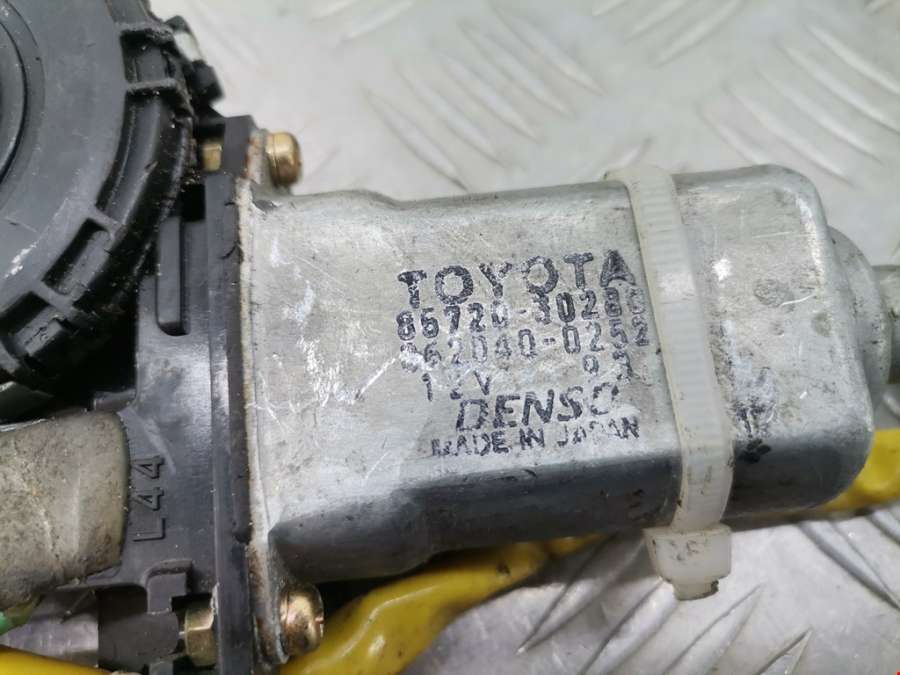 TOYOTA
85720-30280
062040-0252
12V
DENSO
MADE IN JAPAN
L44